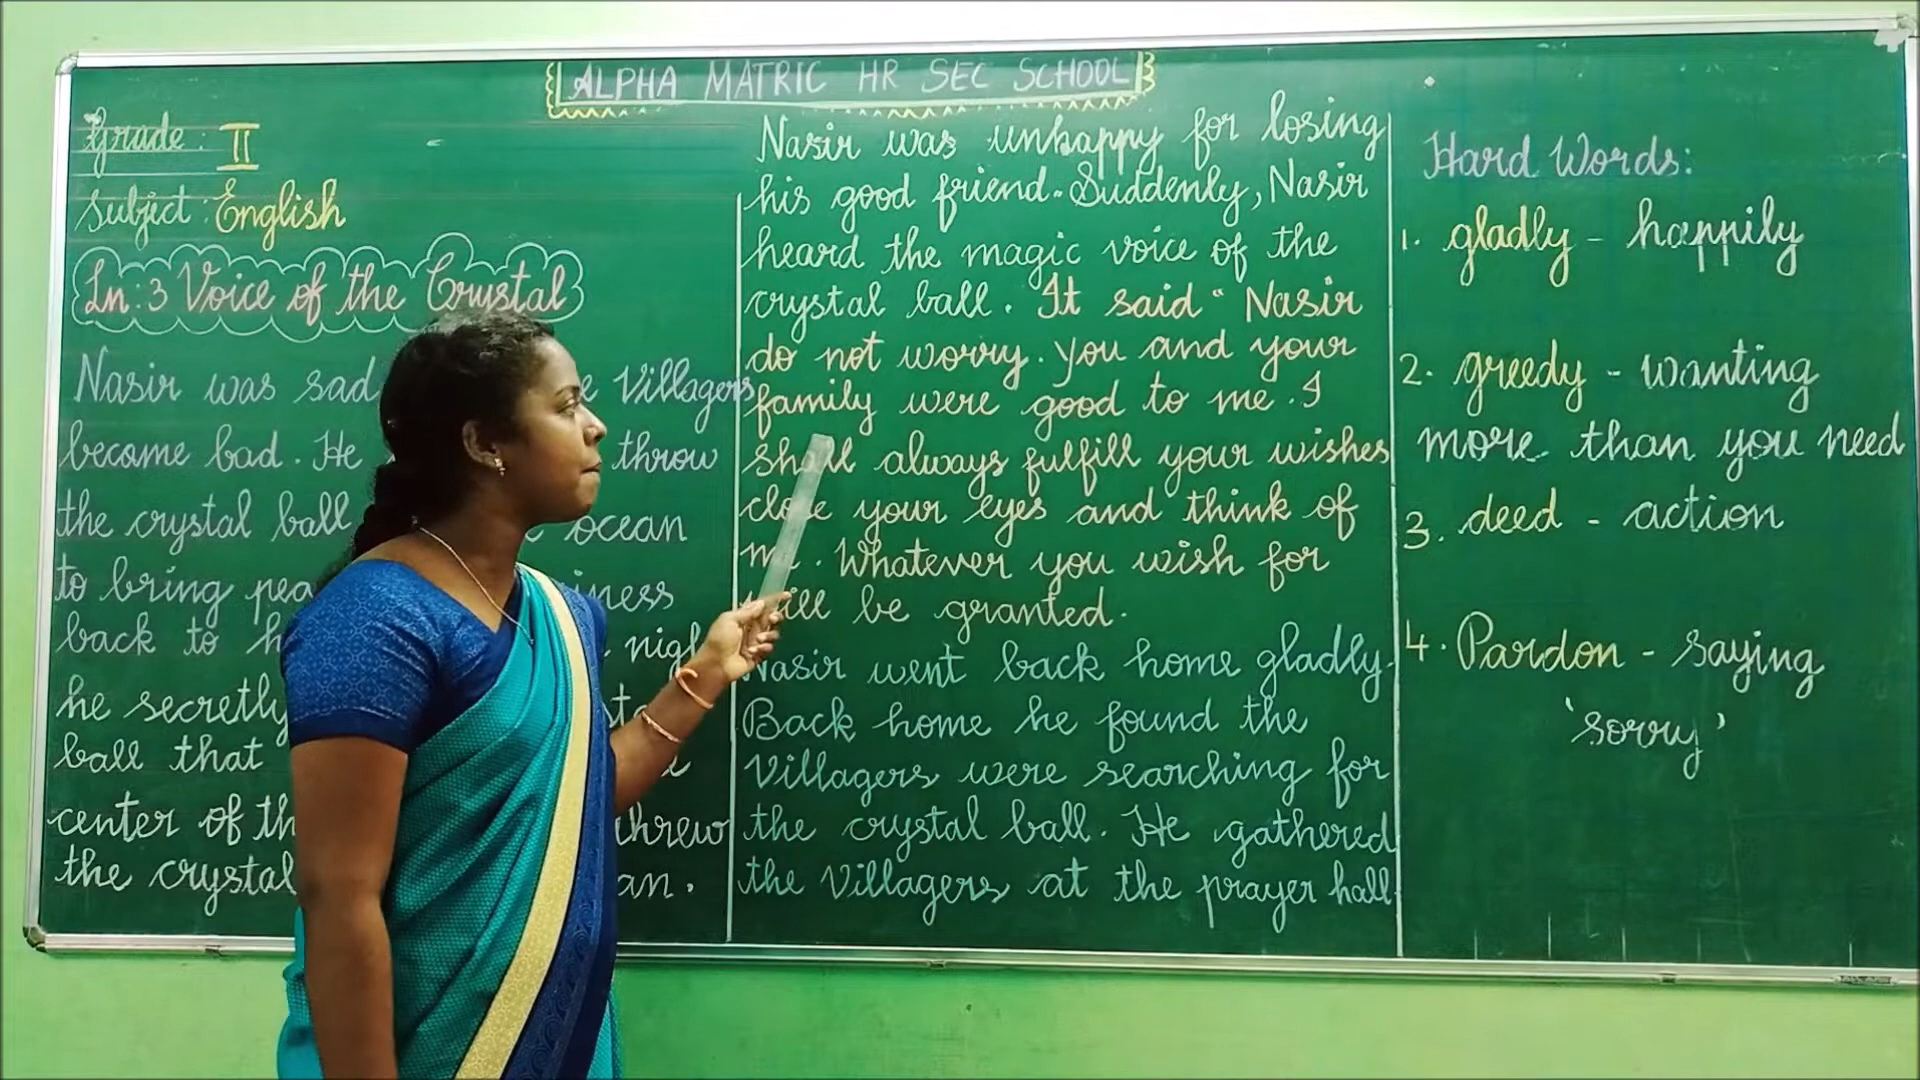 ALPHA MATRIC HR SEC SCHOOL
Grade : II
Subject : English
Ln : 3 Voice of the Crystal
Nasir was sad Villagers
become bad. He throw
the crystal ball ocean
to bring
back to
he secretly
ball that
center of threw
the crystal
Nasir was unhappy for losing
his good friend. Suddenly, Nasir
heard the magic voice of the
crystal ball. It said "Nasir
do not worry. You and your
family were good to me. I
shall always fulfill your wishes
close your eyes and think of
me. Whatever you wish for
will be granted.
Nasir went back home gladly.
Back home he found the
Villagers were searching for
the crystal ball. He gathered
the Villagers at the prayer hall
Hard Words:
1. gladly - happily
2. greedy - wanting
more than you need
3. deed - action
4. Pardon - saying
'sorry'